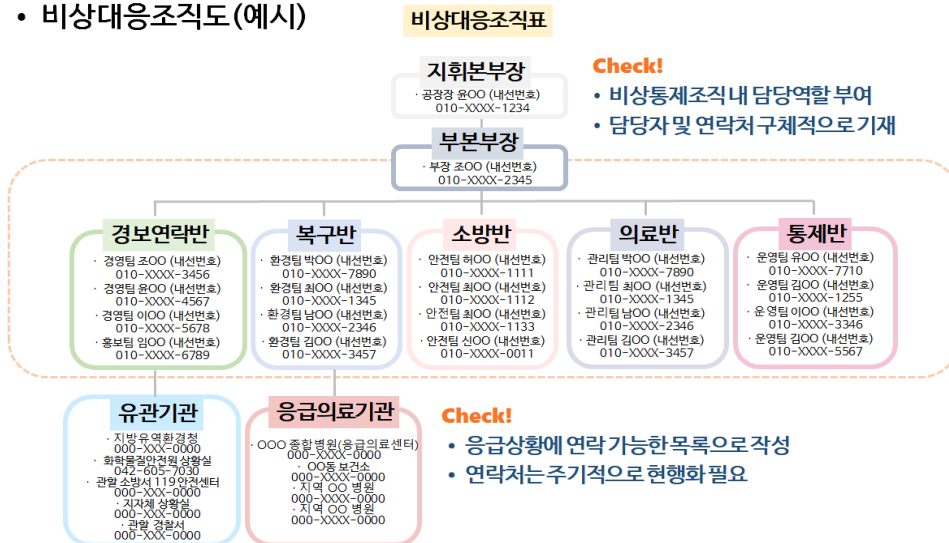 • 비상대응조직도(예시)
비상대응조직표
지휘본부장
· 공장장 윤OO (내선번호)
010-XXXX-1234
Check!
• 비상통제조직 내 담당역할 부여
• 담당자 및 연락처 구체적으로 기재
부본부장
· 부장 조OO (내선번호)
010-XXXX-2345
경보연락반
· 경영팀 조OO (내선번호)
010-XXXX-3456
· 경영팀 윤OO (내선번호)
010-XXXX-4567
· 경영팀 이OO (내선번호)
010-XXXX-5678
· 홍보팀 임OO (내선번호)
010-XXXX-6789
복구반
· 환경팀 박OO (내선번호)
010-XXXX-7890
· 환경팀 최OO (내선번호)
010-XXXX-1345
· 환경팀 남OO (내선번호)
010-XXXX-2346
· 환경팀 김OO (내선번호)
010-XXXX-3457
소방반
· 안전팀 허OO (내선번호)
010-XXXX-1111
· 안전팀 최OO (내선번호)
010-XXXX-1112
· 안전팀 최OO (내선번호)
010-XXXX-1133
· 안전팀 신OO (내선번호)
010-XXXX-0011
의료반
· 관리팀 박OO (내선번호)
010-XXXX-7890
· 관리팀 최OO (내선번호)
010-XXXX-1345
· 관리팀 남OO (내선번호)
010-XXXX-2346
· 관리팀 김OO (내선번호)
010-XXXX-3457
통제반
· 운영팀 유OO (내선번호)
010-XXXX-7710
· 운영팀 김OO (내선번호)
010-XXXX-1255
· 운영팀 이OO (내선번호)
010-XXXX-3346
· 운영팀 김OO (내선번호)
010-XXXX-5567
유관기관
· 지방유역환경청
000-XXX-0000
· 화학물질안전원 상황실
042-605-7030
· 관할 소방서 119 안전센터
000-XXX-0000
· 지자체 상황실
000-XXX-0000
· 관할 경찰서
000-XXX-0000
응급의료기관
· OOO 종합병원(응급의료센터)
000-XXXX-0000
· OO동 보건소
000-XXXX-0000
· 지역 OO 병원
000-XXXX-0000
· 지역 OO 병원
000-XXXX-0000
Check!
• 응급상황에 연락 가능한 목록으로 작성
• 연락처는 주기적으로 현행화 필요